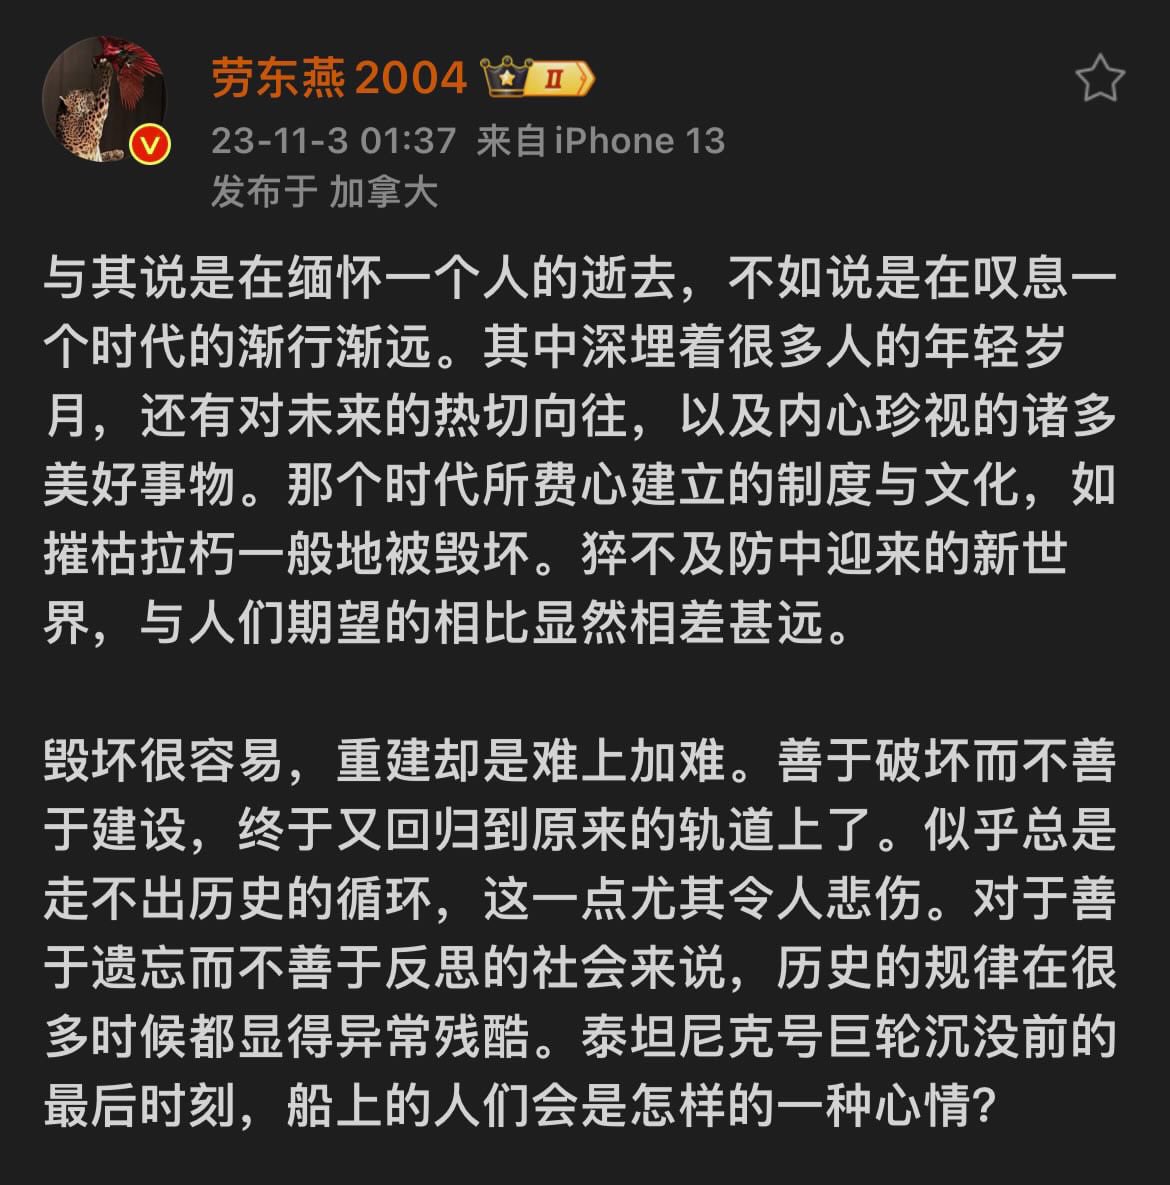 劳东燕2004 II
23-11-3 01:37 来自iPhone 13
发布于 加拿大
与其说是在缅怀一个人的逝去，不如说是在叹息一
个时代的渐行渐远。其中深埋着很多人的年轻岁
月，还有对未来的热切向往，以及内心珍视的诸多
美好事物。那个时代所费心建立的制度与文化，如
摧枯拉朽一般地被毁坏。猝不及防中迎来的新世
界，与人们期望的相比显然相差甚远。
毁坏很容易，重建却是难上加难。善于破坏而不善
于建设，终于又回归到原来的轨道上了。似乎总是
走不出历史的循环，这一点尤其令人悲伤。对于善
于遗忘而不善于反思的社会来说，历史的规律在很
多时候都显得异常残酷。泰坦尼克号巨轮沉没前的
最后时刻，船上的人们会是怎样的一种心情？